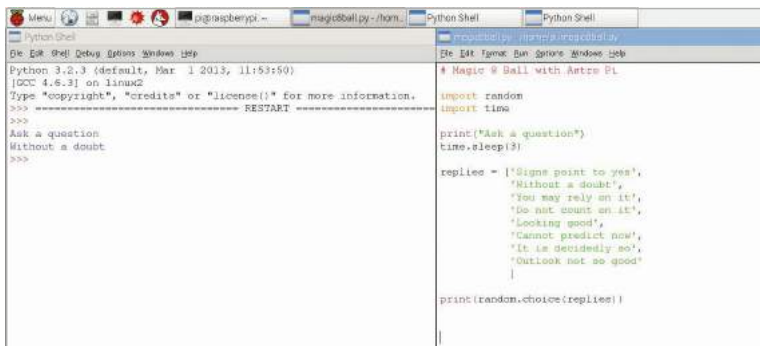 Menu pi@raspberrypi: ~ magic8ball.py - /hom... Python Shell Python Shell
Python Shell
File Edit Shell Debug Options Windows Help
Python 3.2.3 (default, Mar 1 2013, 11:53:50)
[GCC 4.6.3] on linux2
Type "copyright", "credits" or "license()" for more information.
>>> ================================ RESTART ================================
>>>
Ask a question
Without a doubt
>>>
File Edit Format Run Options Windows Help
# Magic 8 Ball with Astro Pi
import random
import time
print("Ask a question")
time.sleep(3)
replies = ['Signs point to yes',
'Without a doubt',
'You may rely on it',
'Do not count on it',
'Looking good',
'Cannot predict now',
'It is decidedly so',
'Outlook not so good'
]
print(random.choice(replies))